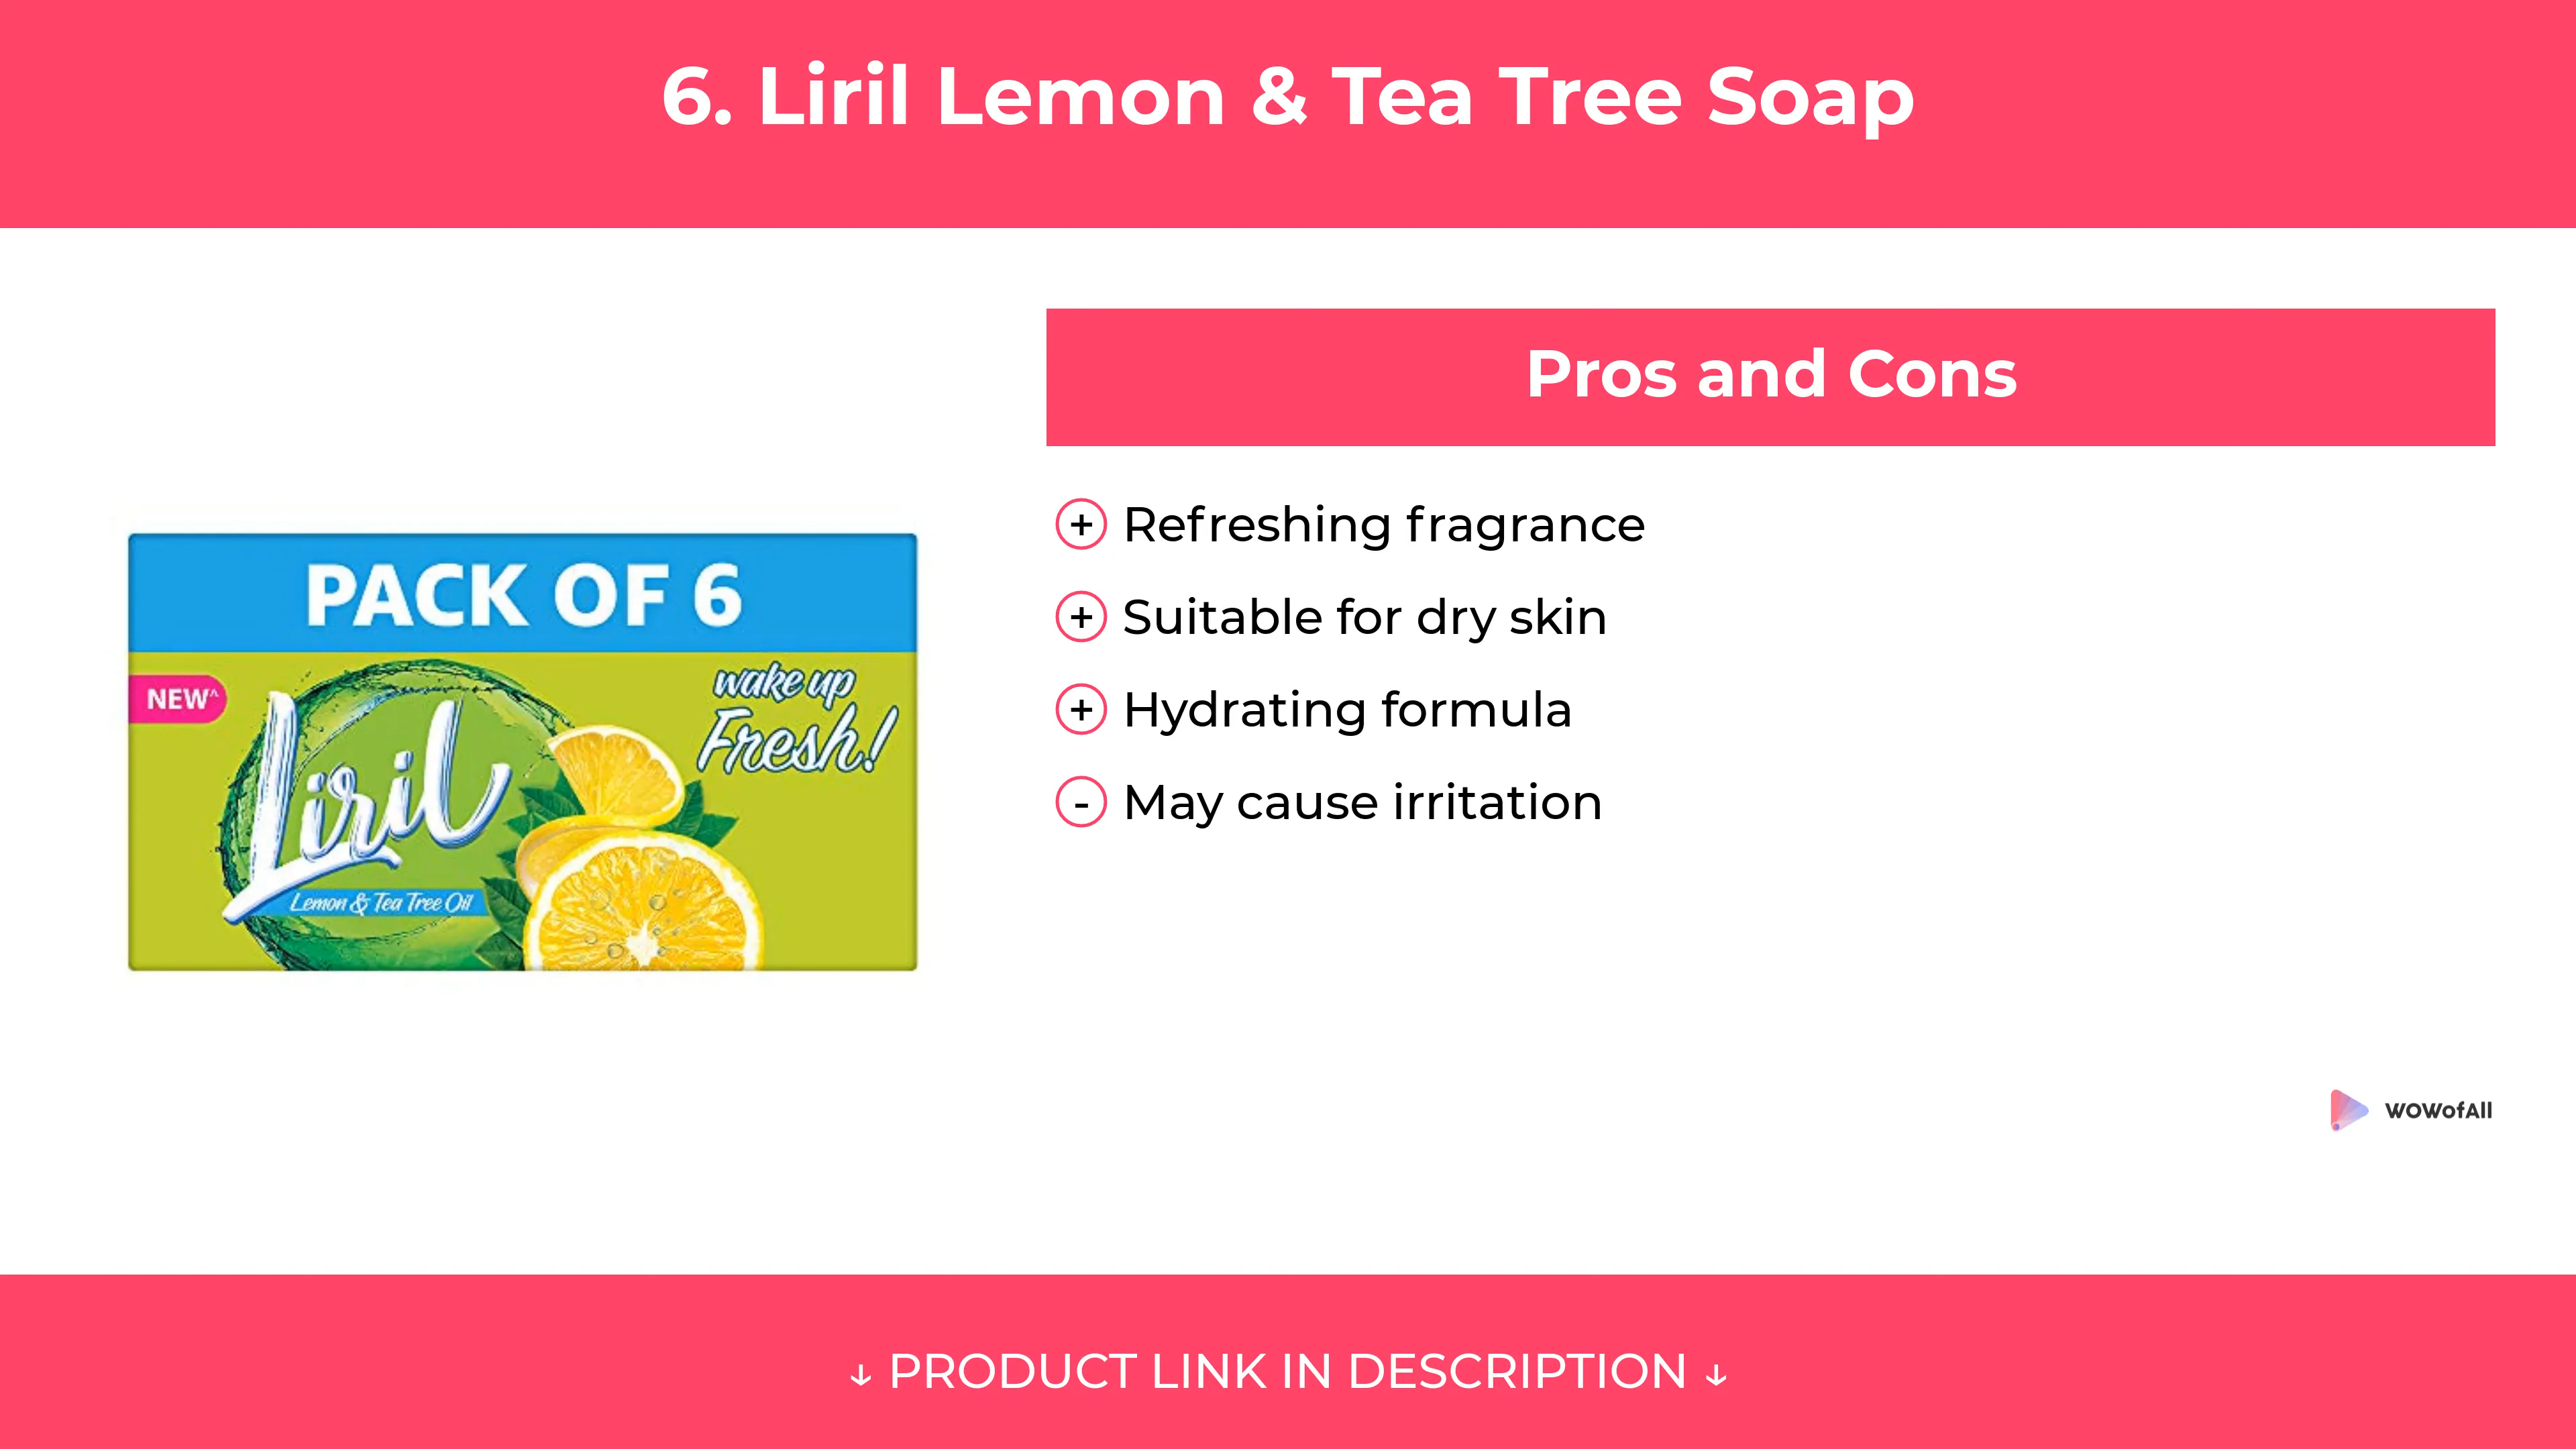 6. Liril Lemon & Tea Tree Soap
PACK OF 6
NEW^
wake up
Fresh!
Liril
Lemon & Tea Tree Oil
Pros and Cons
+ Refreshing fragrance
+ Suitable for dry skin
+ Hydrating formula
- May cause irritation
WOWofAll
↓ PRODUCT LINK IN DESCRIPTION ↓